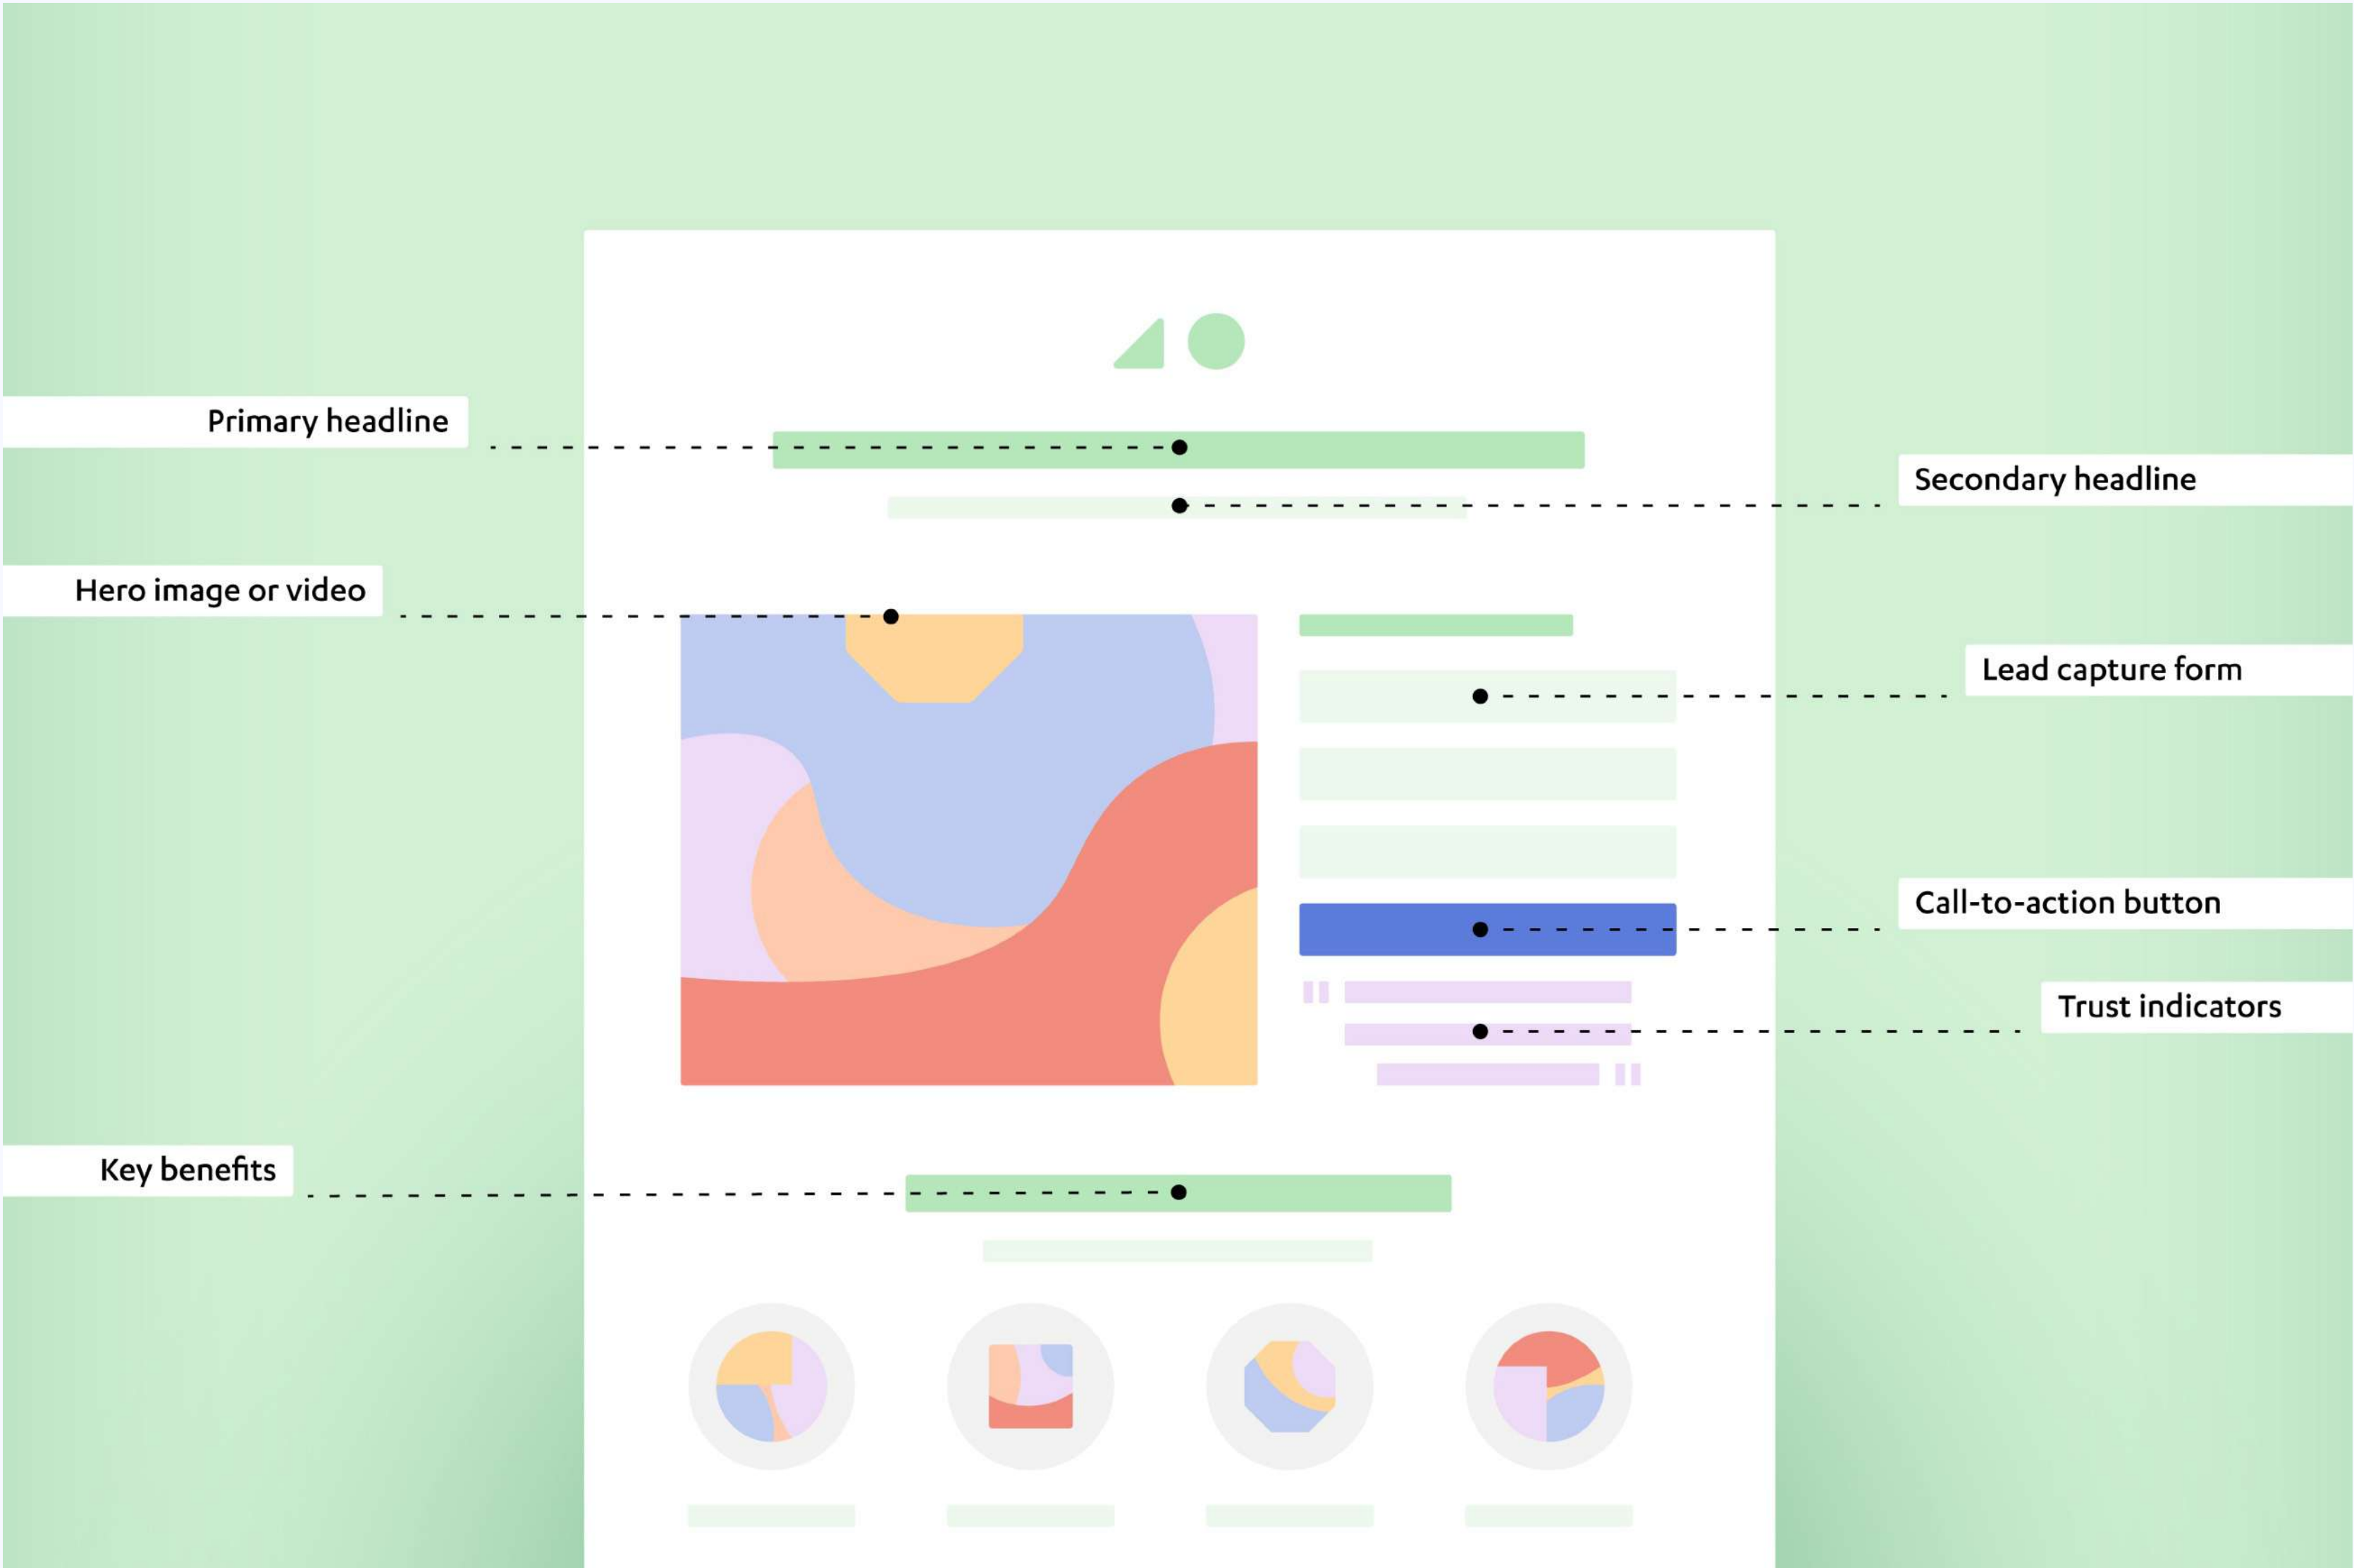 Primary headline
Secondary headline
Hero image or video
Lead capture form
Call-to-action button
Trust indicators
Key benefits